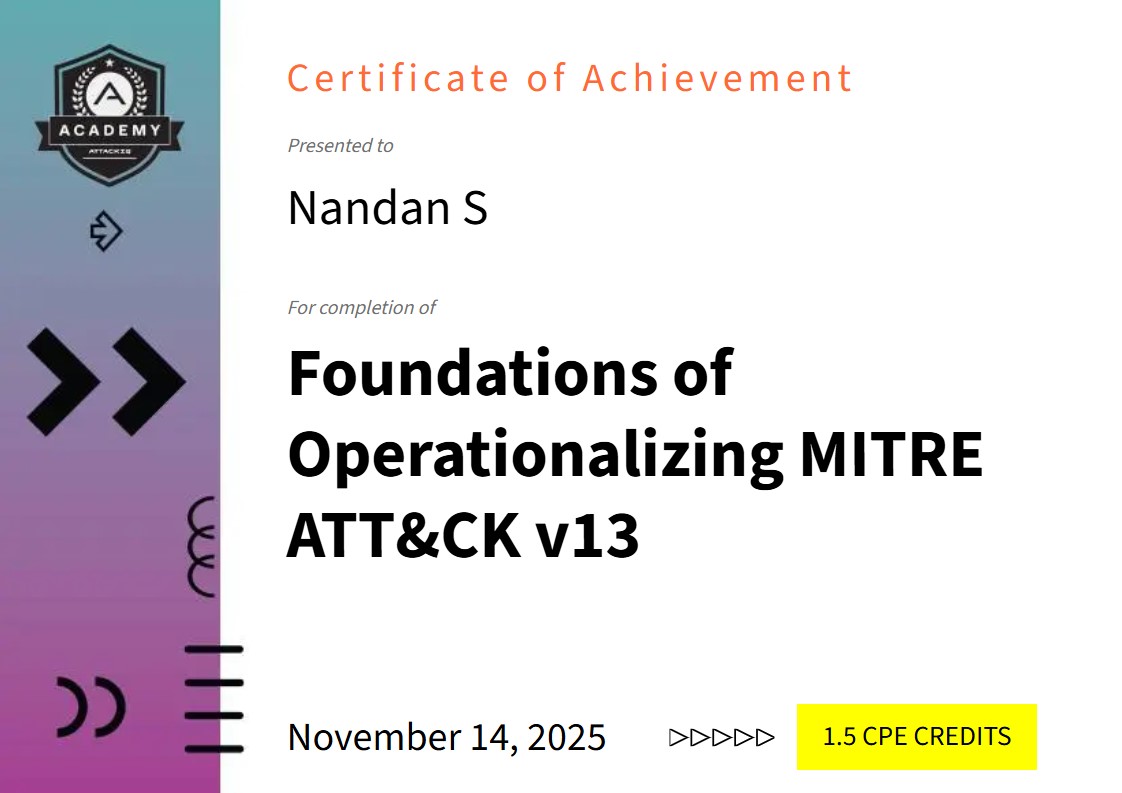 ACADEMY
ATTACKIQ
Certificate of Achievement
Presented to
Nandan S
For completion of
Foundations of
Operationalizing MITRE
ATT&CK v13
November 14, 2025
1.5 CPE CREDITS